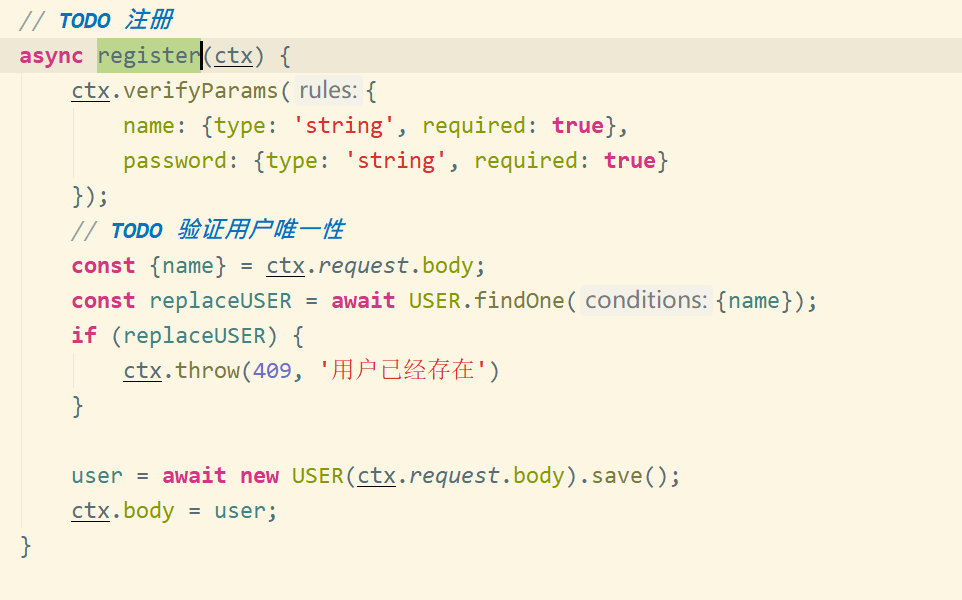 // TODO 注册
async register(ctx) {
ctx.verifyParams( rules: {
name: {type: 'string', required: true},
password: {type: 'string', required: true}
});
// TODO 验证用户唯一性
const {name} = ctx.request.body;
const replaceUSER = await USER.findOne( conditions: {name});
if (replaceUSER) {
ctx.throw(409, '用户已经存在')
}
user = await new USER(ctx.request.body).save();
ctx.body = user;
}